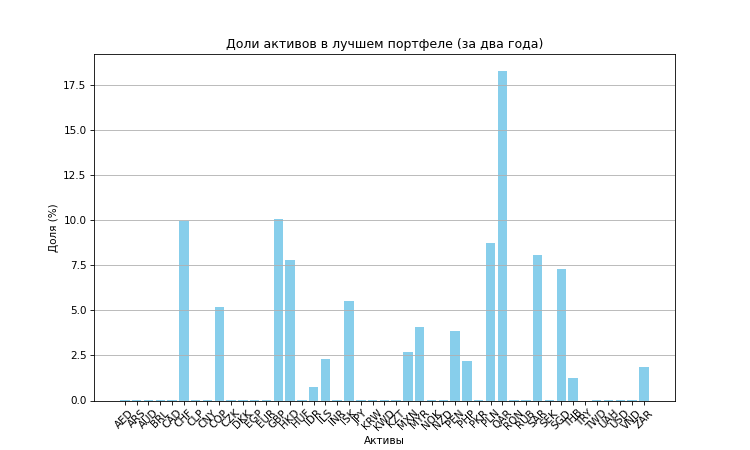 Доли активов в лучшем портфеле (за два года)
Доля (%)
17.5
15.0
12.5
10.0
7.5
5.0
2.5
0.0
AED
ARS
AUD
BRL
CAD
CHF
CLP
CNY
COP
CZK
DKK
EGP
EUR
GBP
HKD
HUF
IDR
ILS
INR
ISK
JPY
KRW
KWD
KZT
MXN
MYR
NOK
NZD
PEN
PHP
PKR
PLN
QAR
RON
RUB
SAR
SEK
SGD
THB
TRY
TWD
UAH
USD
VND
ZAR
Активы